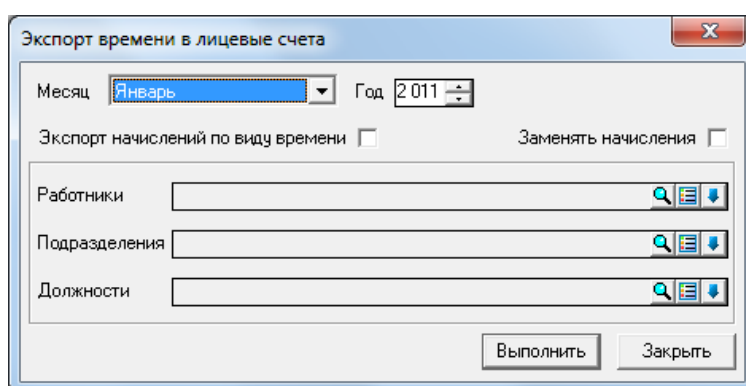 Экспорт времени в лицевые счета
Месяц Январь Год 2 011
Экспорт начислений по виду времени Заменять начисления
Работники
Подразделения
Должности
Выполнить Закрыть